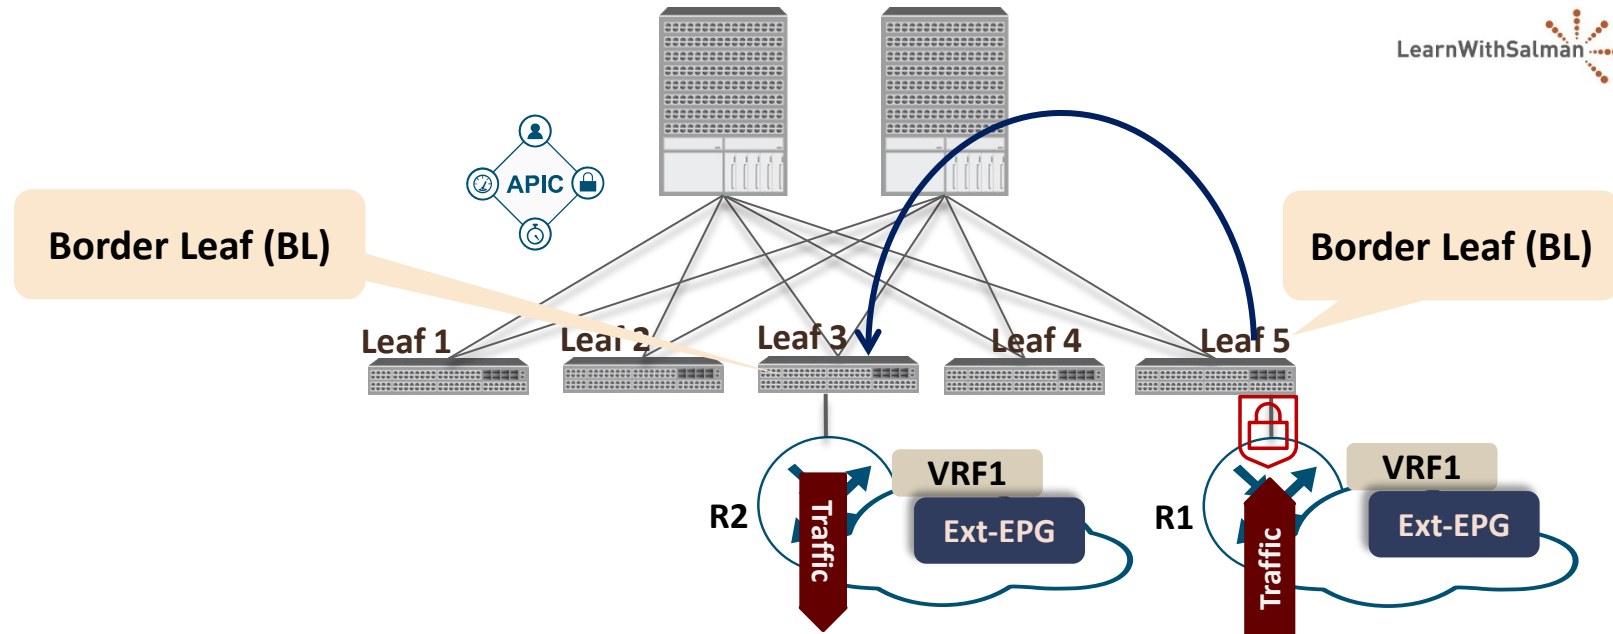 LearnWithSalman
APIC
Border Leaf (BL)
Border Leaf (BL)
Leaf 1
Leaf 2
Leaf 3
Leaf 4
Leaf 5
R2
Traffic
VRF1
Ext-EPG
R1
Traffic
VRF1
Ext-EPG